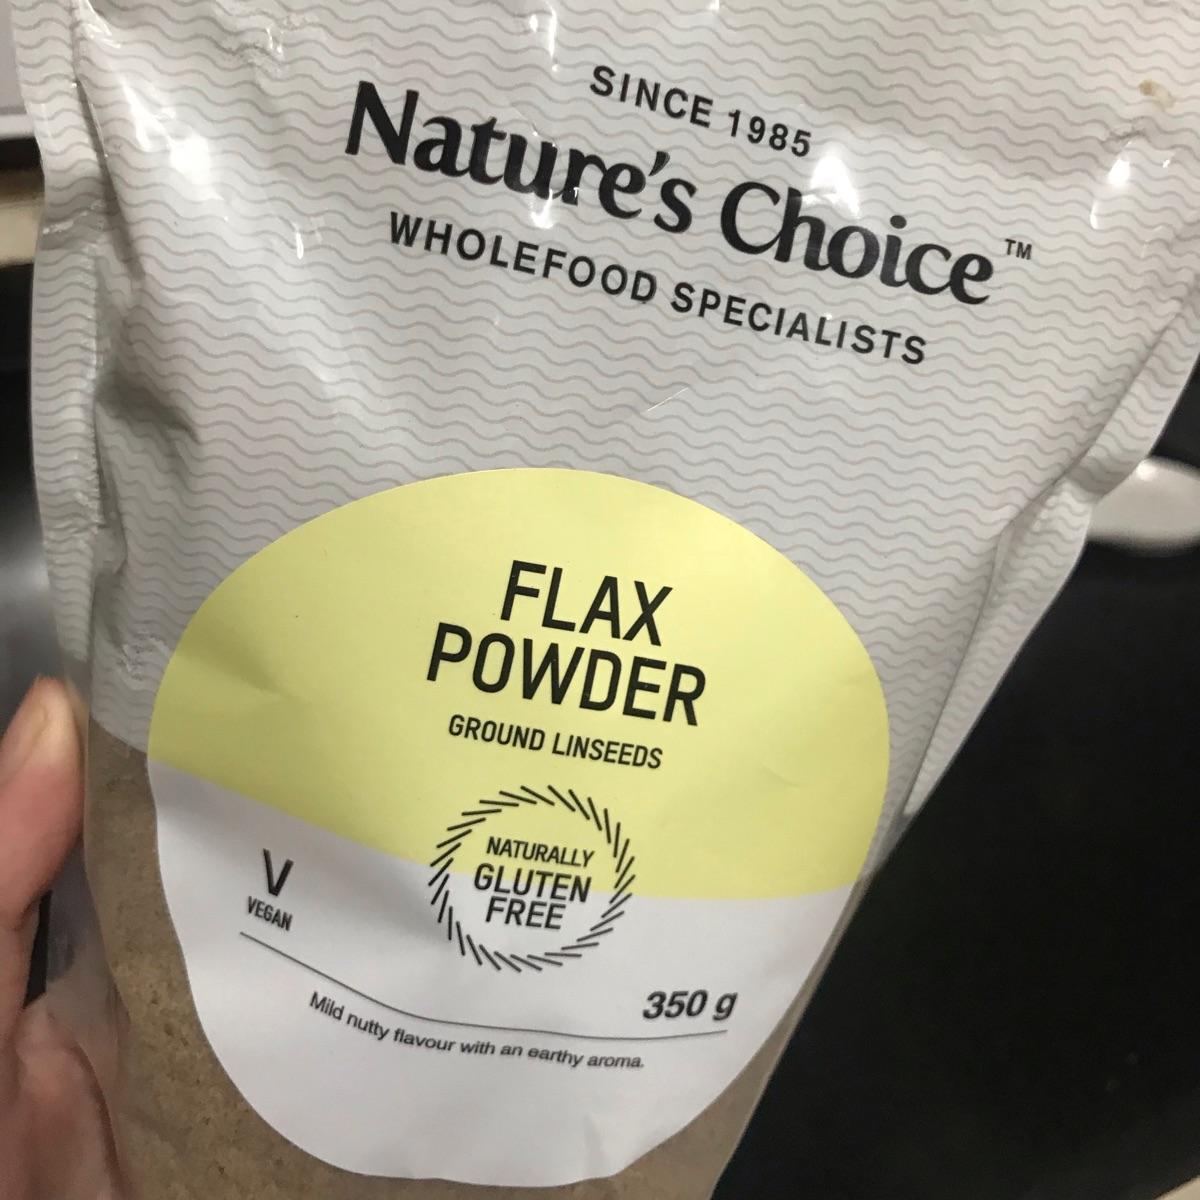 SINCE 1985
Nature's Choice™
WHOLEFOOD SPECIALISTS
FLAX
POWDER
GROUND LINSEEDS
NATURALLY
GLUTEN
FREE
V
VEGAN
350 g
Mild nutty flavour with an earthy aroma.